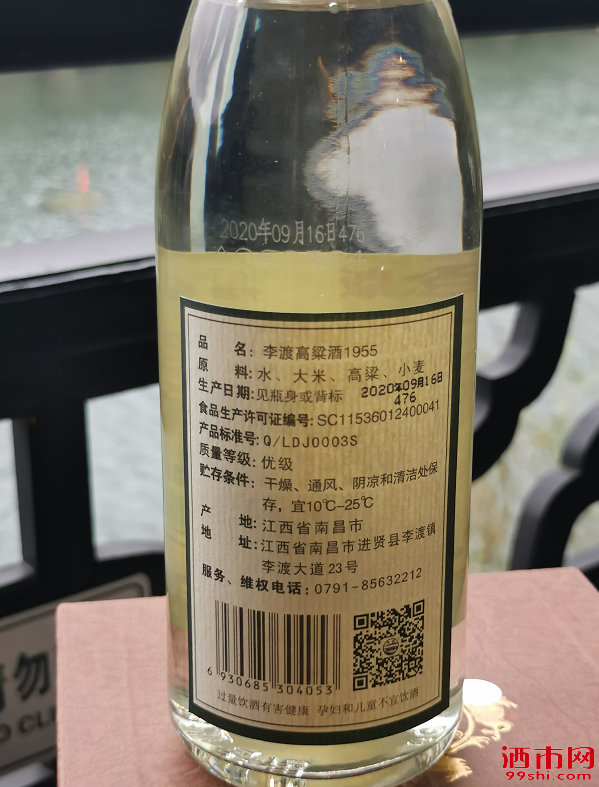 2020年09月16日476
品 名：李渡高粱酒1955
原 料：水、大米、高粱、小麦
生产日期：见瓶身或背标 2020年09月16日
476
食品生产许可证编号：SC11536012400041
产品标准号：Q/LDJ0003S
质量等级：优级
贮存条件：干燥、通风、阴凉和清洁处保
存，宜10℃-25℃
产 地：江西省南昌市
地 址：江西省南昌市进贤县李渡镇
李渡大道23号
服务、维权电话：0791-85632212
6 930685 304053
过量饮酒有害健康 孕妇和儿童不宜饮酒
请勿
酒市网
99shi.com